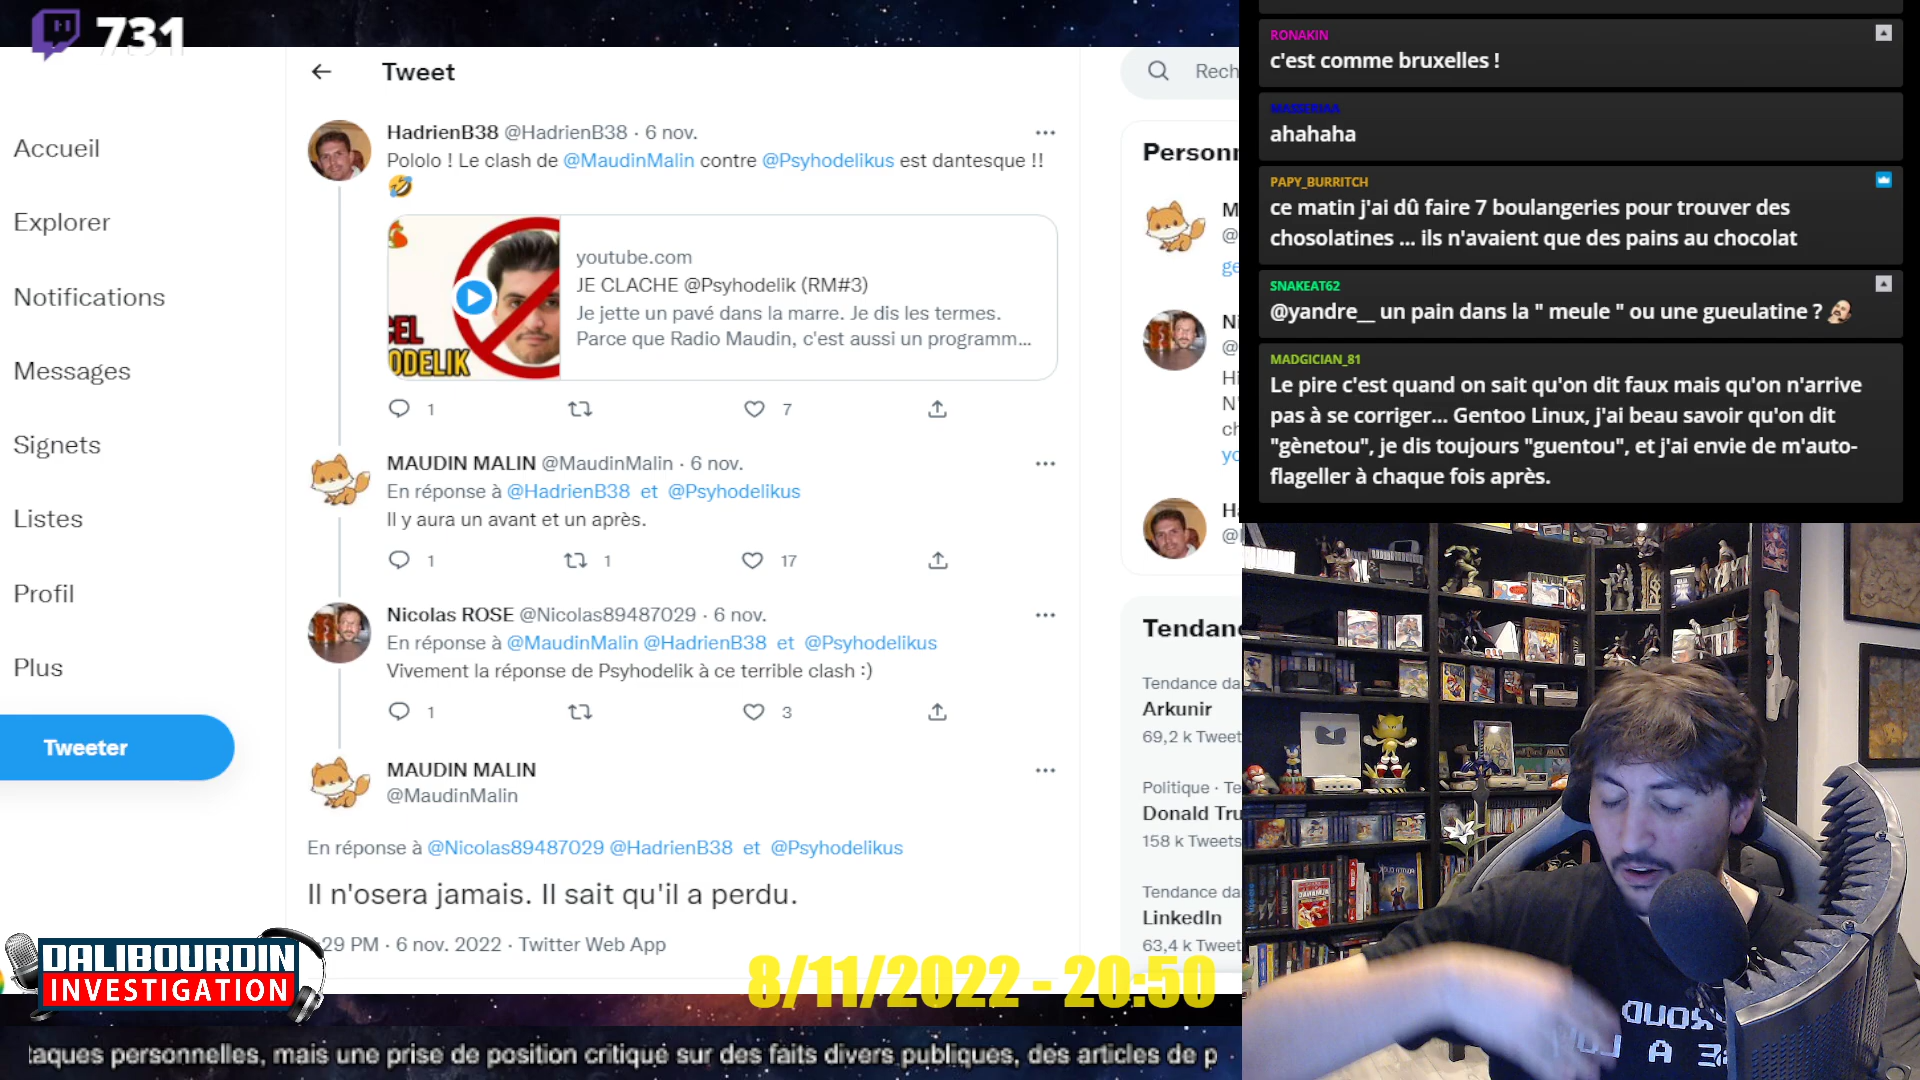 731
Tweet
Rech
Accueil
Explorer
Notifications
Messages
Signets
Listes
Profil
Plus
Tweeter
HadrienB38 @HadrienB38 · 6 nov.
Pololo ! Le clash de @MaudinMalin contre @Psyhodelikus est dantesque !!
🤣
youtube.com
JE CLACHE @Psyhodelik (RM#3)
Je jette un pavé dans la marre. Je dis les termes.
Parce que Radio Maudin, c'est aussi un programm...
ODELIK
1 7
MAUDIN MALIN @MaudinMalin · 6 nov.
En réponse à @HadrienB38 et @Psyhodelikus
Il y aura un avant et un après.
1 1 17
Nicolas ROSE @Nicolas89487029 · 6 nov.
En réponse à @MaudinMalin @HadrienB38 et @Psyhodelikus
Vivement la réponse de Psyhodelik à ce terrible clash :)
1 3
MAUDIN MALIN
@MaudinMalin
En réponse à @Nicolas89487029 @HadrienB38 et @Psyhodelikus
Il n'osera jamais. Il sait qu'il a perdu.
29 PM · 6 nov. 2022 · Twitter Web App
Personn
M
@
ge
Ni
@
Hi
N'
ch
yo
Ha
@
Tendanc
Tendance da
Arkunir
69,2 k Tweet
Politique · Te
Donald Tru
158 k Tweets
Tendance da
LinkedIn
63,4 k Tweet
RONAKIN
c'est comme bruxelles !
MASSERIAA
ahahaha
PAPY_BURRITCH
ce matin j'ai dû faire 7 boulangeries pour trouver des
chosolatines ... ils n'avaient que des pains au chocolat
SNAKEAT62
@yandre__ un pain dans la " meule " ou une gueulatine ?
MADGICIAN_81
Le pire c'est quand on sait qu'on dit faux mais qu'on n'arrive
pas à se corriger... Gentoo Linux, j'ai beau savoir qu'on dit
"gènetou", je dis toujours "guentou", et j'ai envie de m'auto-
flageller à chaque fois après.
DALIBOURDIN
INVESTIGATION
8/11/2022 - 20:50
taques personnelles, mais une prise de position critique sur des faits divers publiques, des articles de p